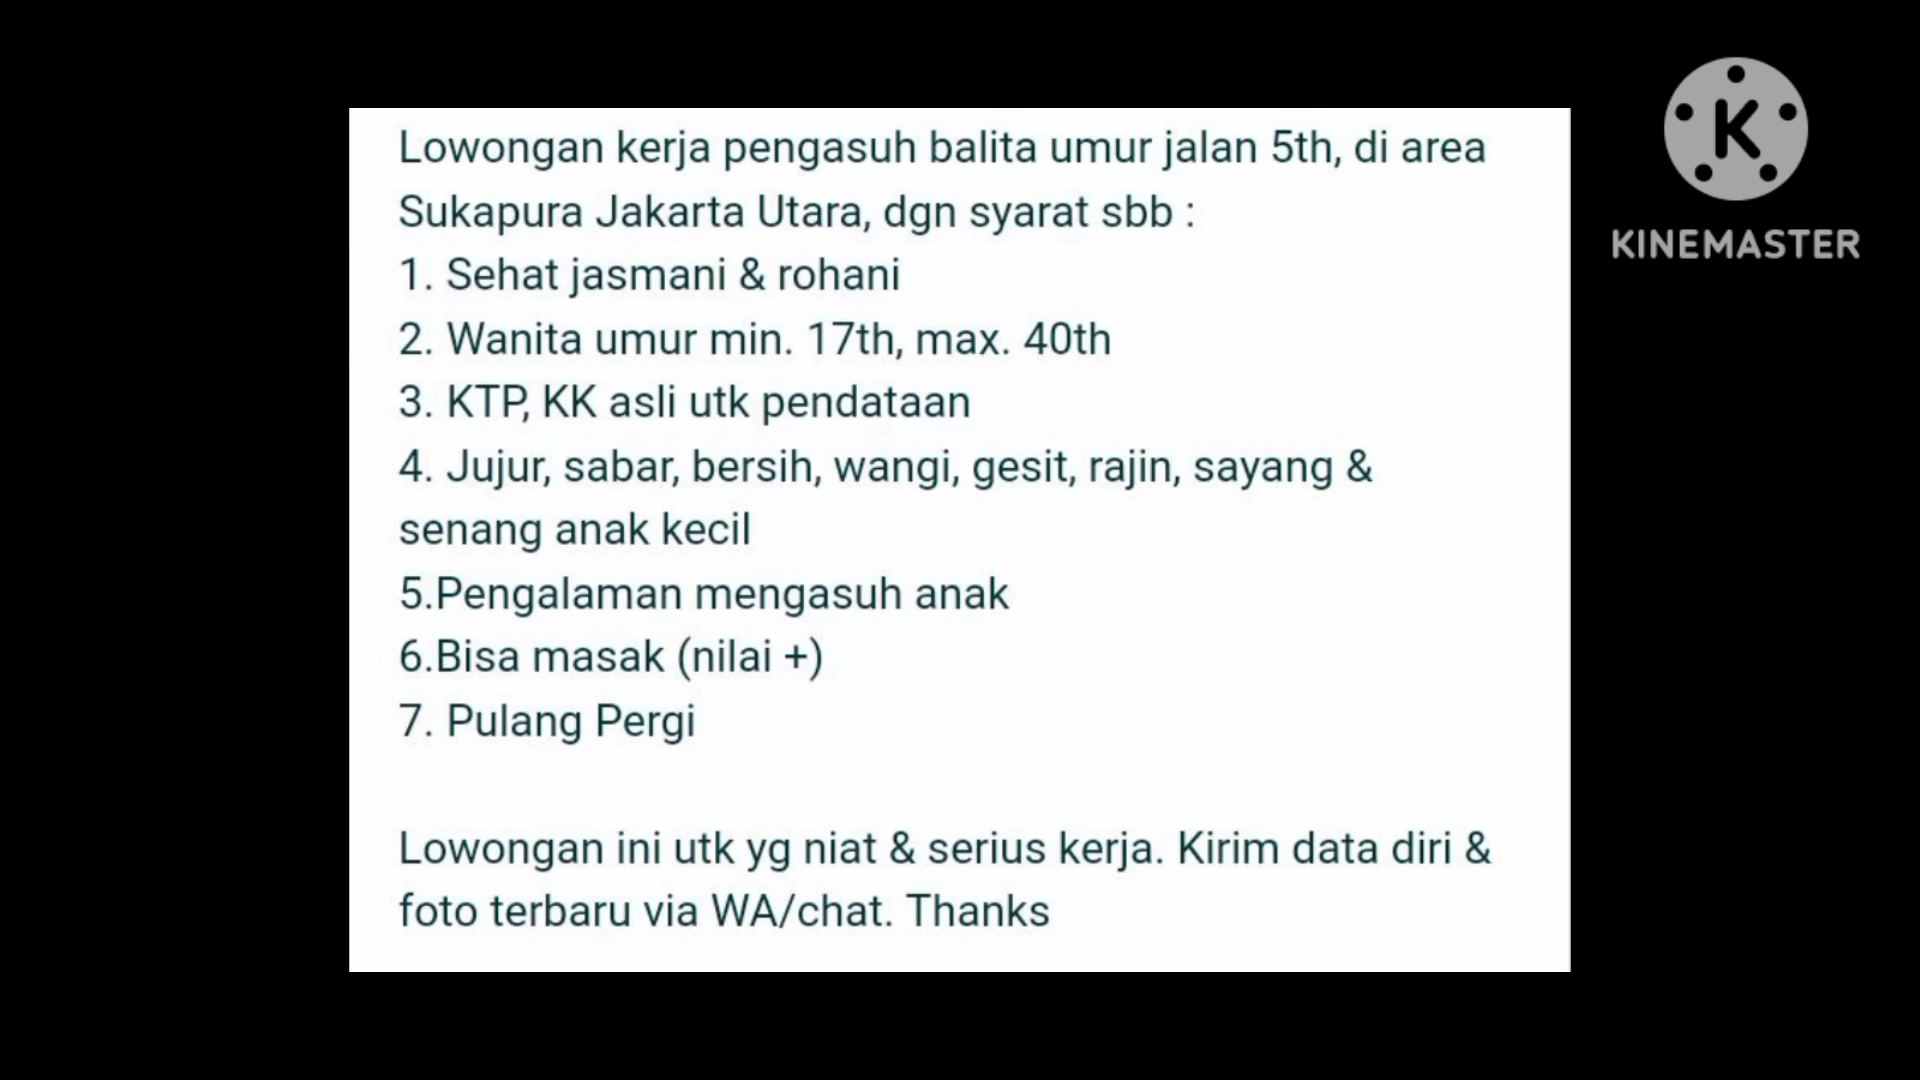 Lowongan kerja pengasuh balita umur jalan 5th, di area
Sukapura Jakarta Utara, dgn syarat sbb :
1. Sehat jasmani & rohani
2. Wanita umur min. 17th, max. 40th
3. KTP, KK asli utk pendataan
4. Jujur, sabar, bersih, wangi, gesit, rajin, sayang &
senang anak kecil
5.Pengalaman mengasuh anak
6.Bisa masak (nilai +)
7. Pulang Pergi
Lowongan ini utk yg niat & serius kerja. Kirim data diri &
foto terbaru via WA/chat. Thanks
K
KINEMASTER